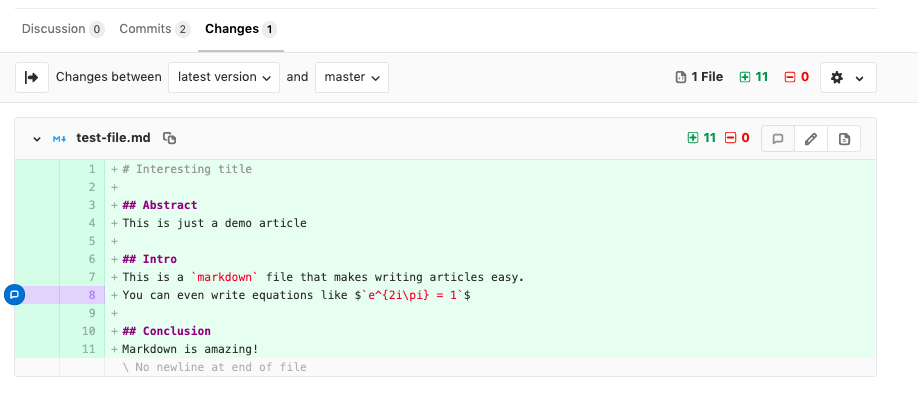 Discussion 0 Commits 2 Changes 1
Changes between latest version and master 1 File 11 0
M↓ test-file.md 11 0
1 + # Interesting title
2 +
3 + ## Abstract
4 + This is just a demo article
5 +
6 + ## Intro
7 + This is a `markdown` file that makes writing articles easy.
8 + You can even write equations like $`e^{2i\pi} = 1`$
9 +
10 + ## Conclusion
11 + Markdown is amazing!
\ No newline at end of file